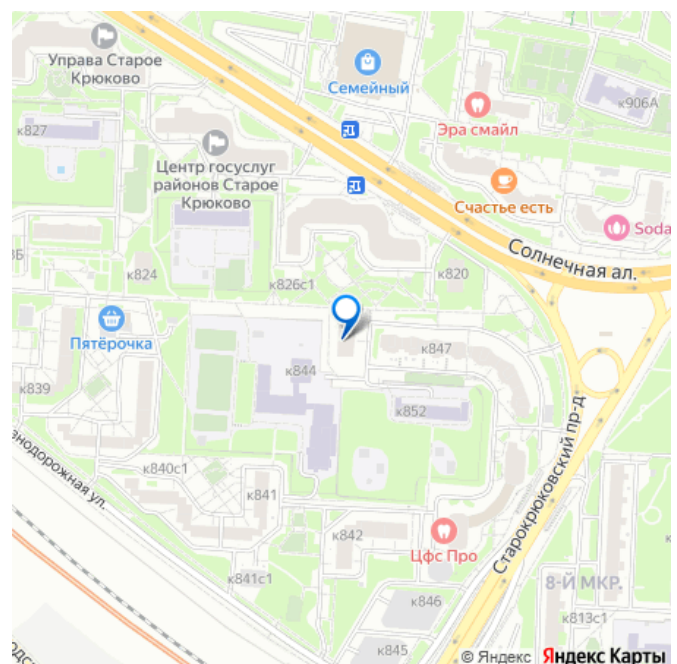 Управа Старое
Крюково
Семейный
к906А
Эра смайл
к827
Центр госуслуг
районов Старое
Крюково
Счастье есть
Soda
Солнечная ал.
к824
к826с1
к820
Пятёрочка
к847
к844
к839
к852
к840с1
к841
к842
Цфс Про
Старокрюковский пр-д
8-Й МКР.
к841с1
к846
к813с1
к845
© Яндекс Яндекс Карты